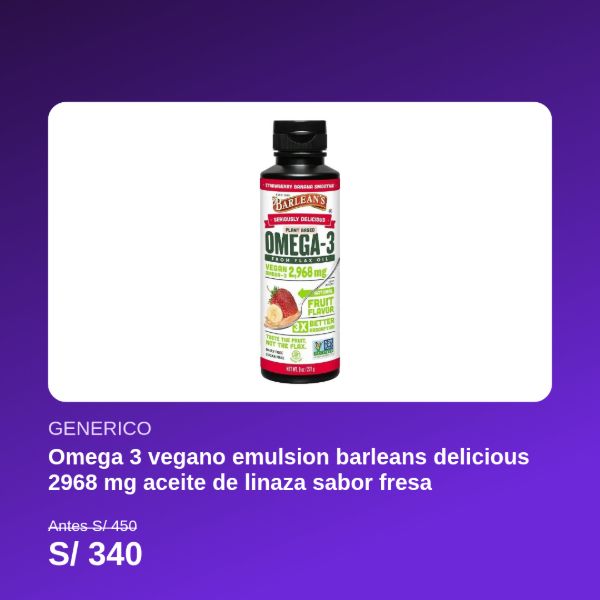 STRAWBERRY BANANA SMOOTHIE
BARLEAN'S
SERIOUSLY DELICIOUS
PLANT BASED
OMEGA-3
FROM FLAX OIL
VEGAN
OMEGA-3 2,968 mg
FRUIT
FLAVOR
3X BETTER
ABSORPTION
TASTE THE FRUIT,
NOT THE FLAX.
GENERICO
Omega 3 vegano emulsion barleans delicious
2968 mg aceite de linaza sabor fresa
Antes S/ 450
S/ 340